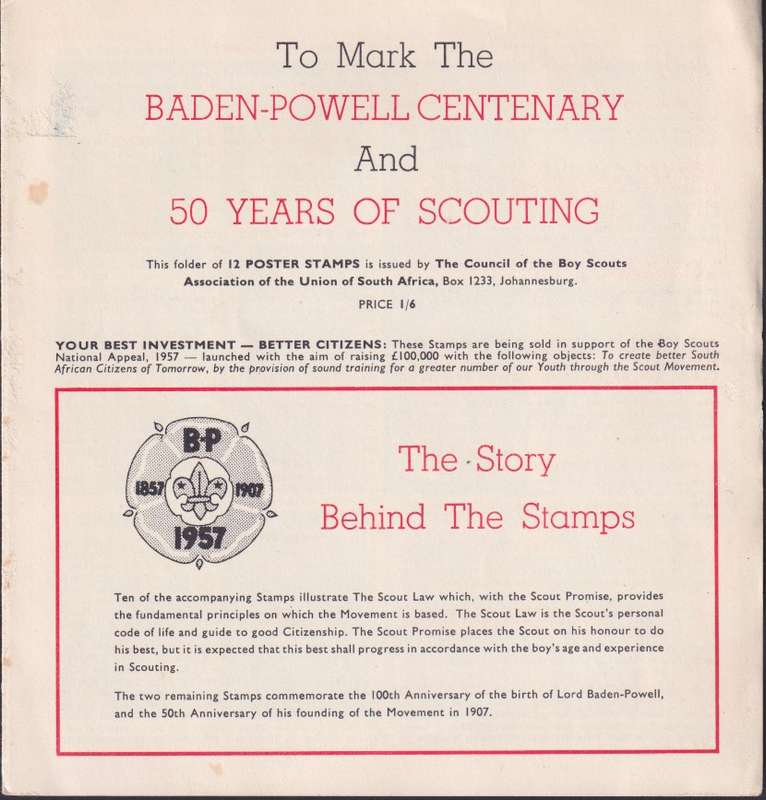 To Mark The
BADEN-POWELL CENTENARY
And
50 YEARS OF SCOUTING
This folder of 12 POSTER STAMPS is issued by The Council of the Boy Scouts
Association of the Union of South Africa, Box 1233, Johannesburg.
PRICE 1/6
YOUR BEST INVESTMENT — BETTER CITIZENS: These Stamps are being sold in support of the Boy Scouts
National Appeal, 1957 — launched with the aim of raising £100,000 with the following objects: To create better South
African Citizens of Tomorrow, by the provision of sound training for a greater number of our Youth through the Scout Movement.
B-P
1857 1907
1957
The Story
Behind The Stamps
Ten of the accompanying Stamps illustrate The Scout Law which, with the Scout Promise, provides
the fundamental principles on which the Movement is based. The Scout Law is the Scout's personal
code of life and guide to good Citizenship. The Scout Promise places the Scout on his honour to do
his best, but it is expected that this best shall progress in accordance with the boy's age and experience
in Scouting.
The two remaining Stamps commemorate the 100th Anniversary of the birth of Lord Baden-Powell,
and the 50th Anniversary of his founding of the Movement in 1907.